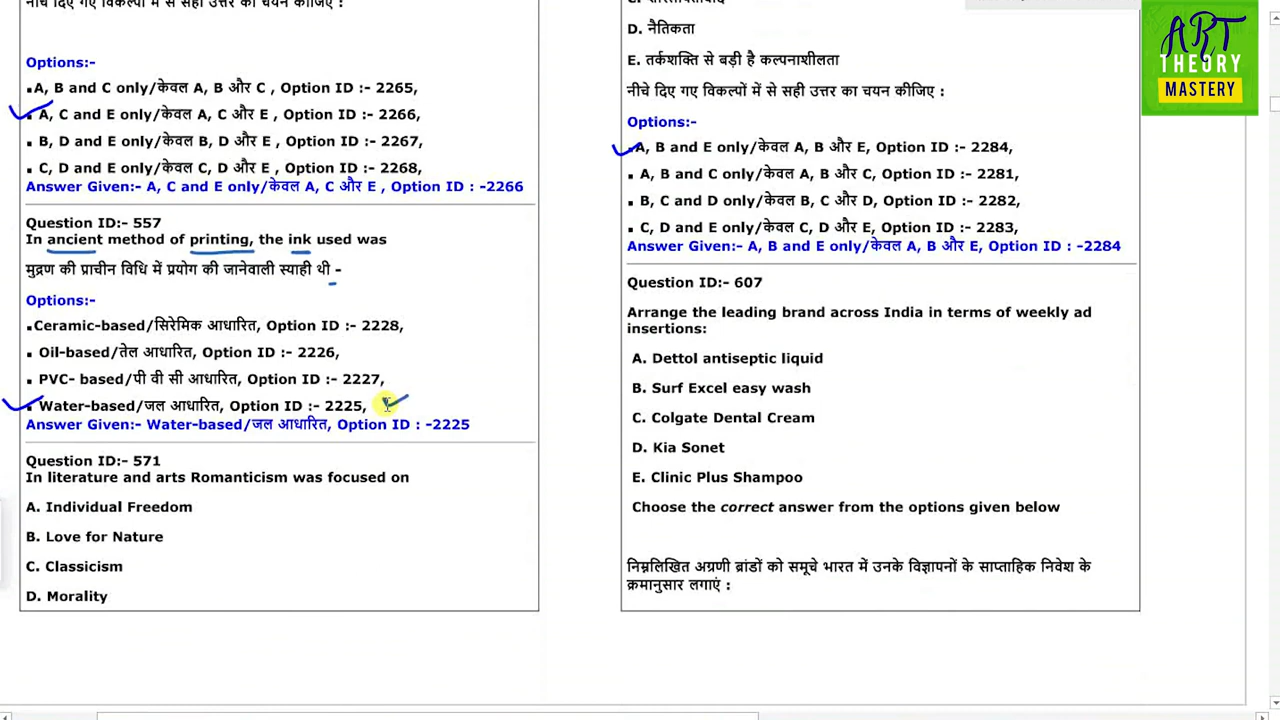 नीचे दिए गए विकल्पों में से सही उत्तर का चयन कीजिए :
Options:-
A, B and C only/केवल A, B और C , Option ID :- 2265,
A, C and E only/केवल A, C और E , Option ID :- 2266,
B, D and E only/केवल B, D और E , Option ID :- 2267,
C, D and E only/केवल C, D और E , Option ID :- 2268,
Answer Given:- A, C and E only/केवल A, C और E , Option ID : -2266
Question ID:- 557
In ancient method of printing, the ink used was
मुद्रण की प्राचीन विधि में प्रयोग की जानेवाली स्याही थी -
Options:-
Ceramic-based/सिरेमिक आधारित, Option ID :- 2228,
Oil-based/तेल आधारित, Option ID :- 2226,
PVC- based/पी वी सी आधारित, Option ID :- 2227,
Water-based/जल आधारित, Option ID :- 2225,
Answer Given:- Water-based/जल आधारित, Option ID : -2225
Question ID:- 571
In literature and arts Romanticism was focused on
A. Individual Freedom
B. Love for Nature
C. Classicism
D. Morality
D. नैतिकता
E. तर्कशक्ति से बड़ी है कल्पनाशीलता
नीचे दिए गए विकल्पों में से सही उत्तर का चयन कीजिए :
Options:-
A, B and E only/केवल A, B और E, Option ID :- 2284,
A, B and C only/केवल A, B और C, Option ID :- 2281,
B, C and D only/केवल B, C और D, Option ID :- 2282,
C, D and E only/केवल C, D और E, Option ID :- 2283,
Answer Given:- A, B and E only/केवल A, B और E, Option ID : -2284
Question ID:- 607
Arrange the leading brand across India in terms of weekly ad
insertions:
A. Dettol antiseptic liquid
B. Surf Excel easy wash
C. Colgate Dental Cream
D. Kia Sonet
E. Clinic Plus Shampoo
Choose the correct answer from the options given below
निम्नलिखित अग्रणी ब्रांडों को समूचे भारत में उनके विज्ञापनों के साप्ताहिक निवेश के
क्रमानुसार लगाएं :
ART
THEORY
MASTERY